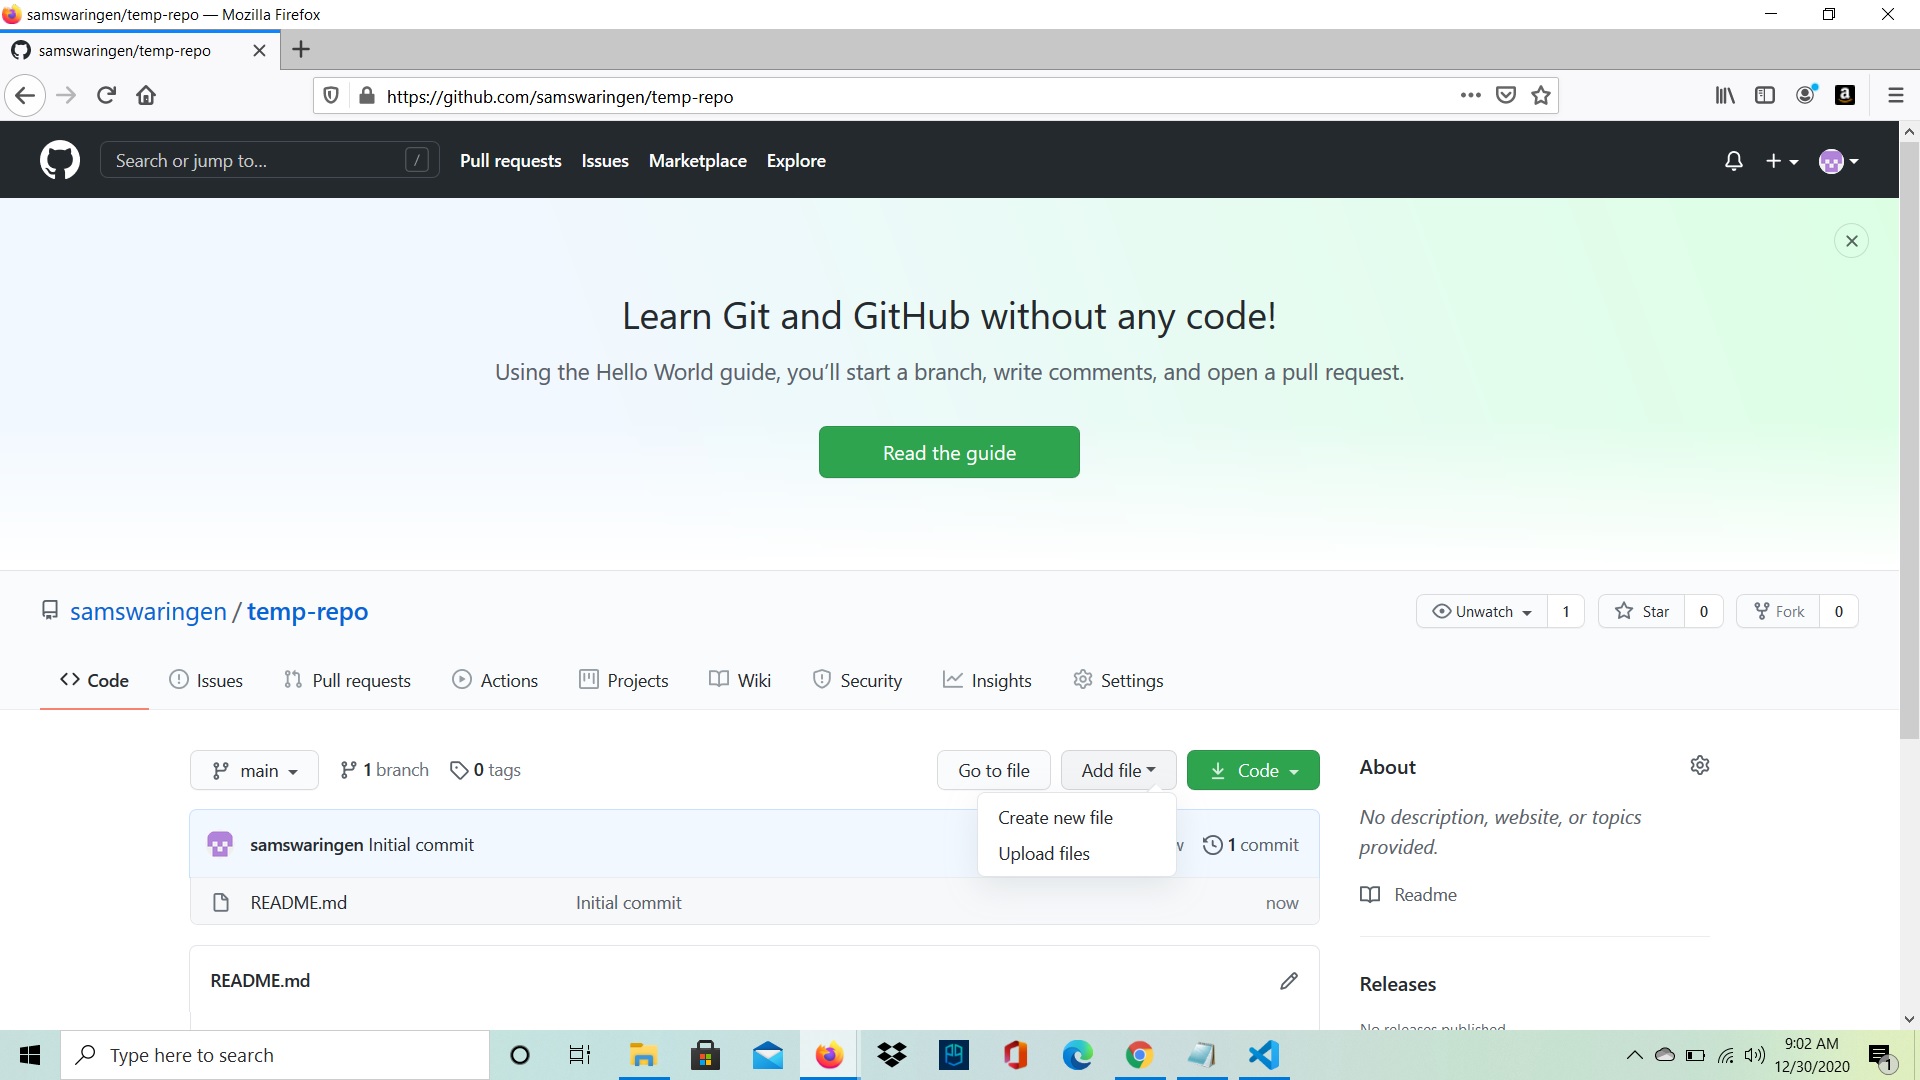 samswaringen/temp-repo — Mozilla Firefox
samswaringen/temp-repo
https://github.com/samswaringen/temp-repo
Search or jump to... / Pull requests Issues Marketplace Explore
Learn Git and GitHub without any code!
Using the Hello World guide, you’ll start a branch, write comments, and open a pull request.
Read the guide
samswaringen / temp-repo Unwatch 1 Star 0 Fork 0
Code Issues Pull requests Actions Projects Wiki Security Insights Settings
main 1 branch 0 tags Go to file Add file Code
Create new file
Upload files
samswaringen Initial commit 1 commit
README.md Initial commit now
README.md
About
No description, website, or topics
provided.
Readme
Releases
No releases published
Type here to search
9:02 AM
12/30/2020
1